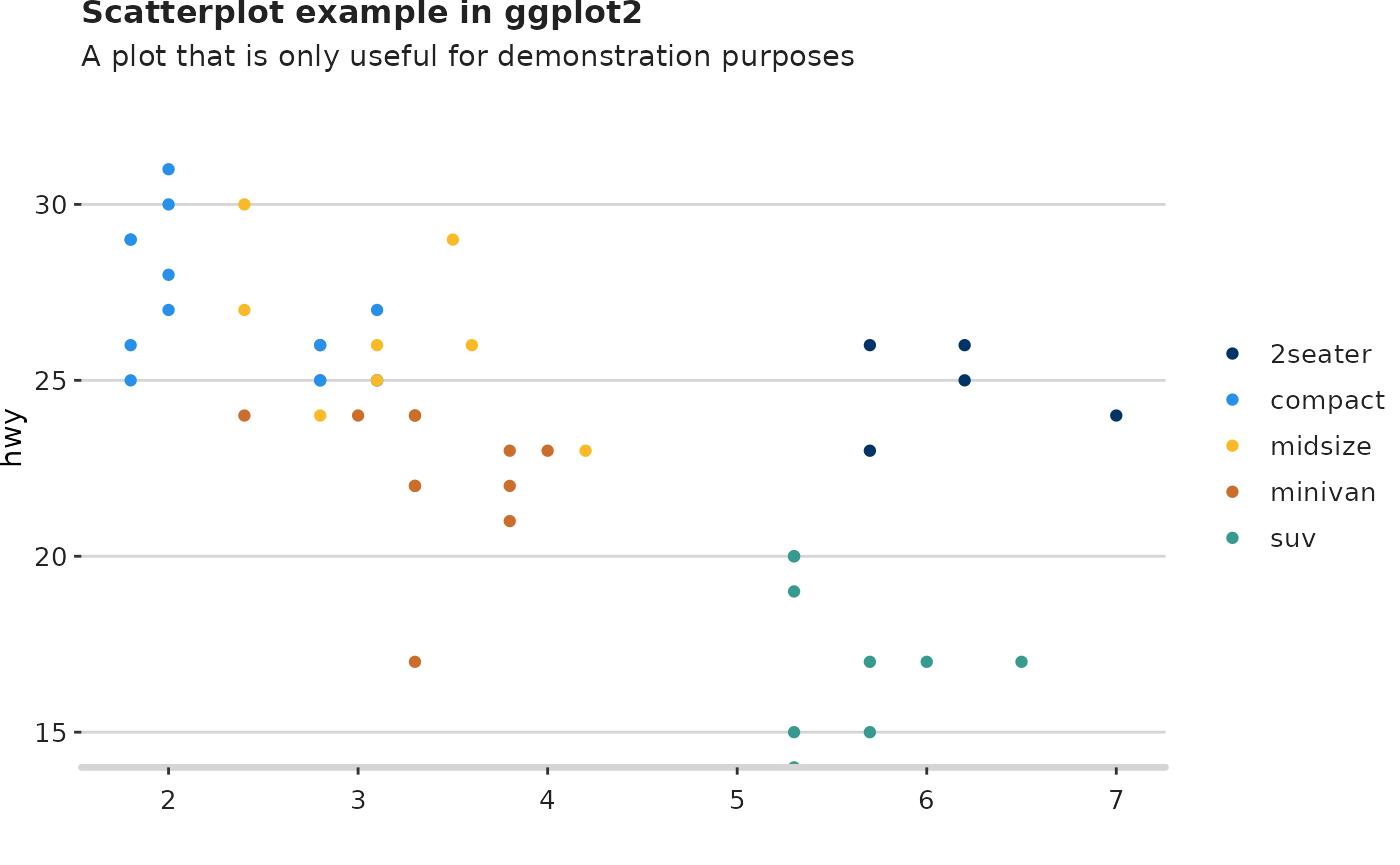 Scatterplot example in ggplot2
A plot that is only useful for demonstration purposes
hwy
30
25
20
15
2 3 4 5 6 7
2seater
compact
midsize
minivan
suv